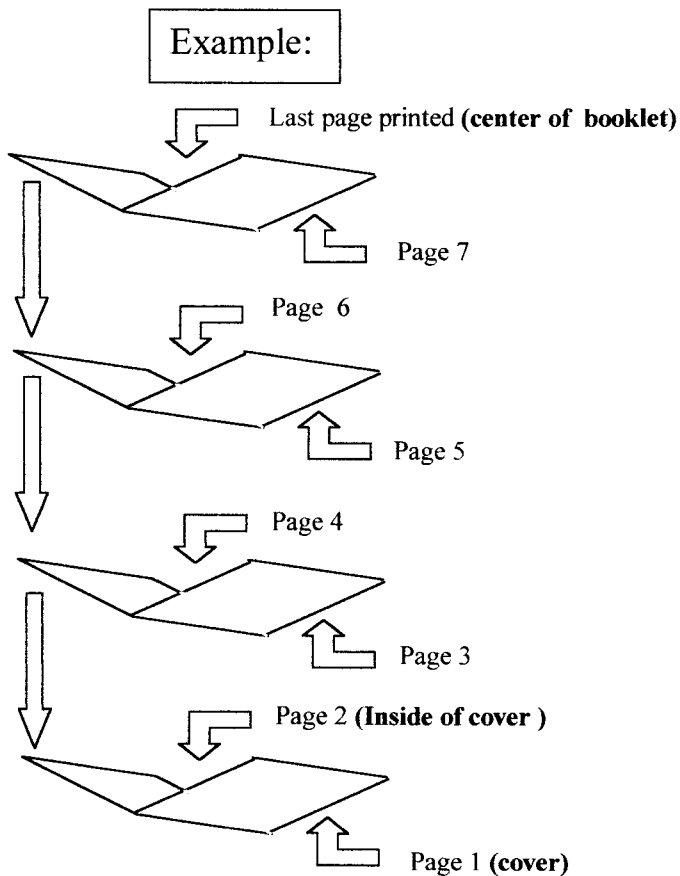 Example:
Last page printed (center of booklet)
Page 7
Page 6
Page 5
Page 4
Page 3
Page 2 (Inside of cover )
Page 1 (cover)